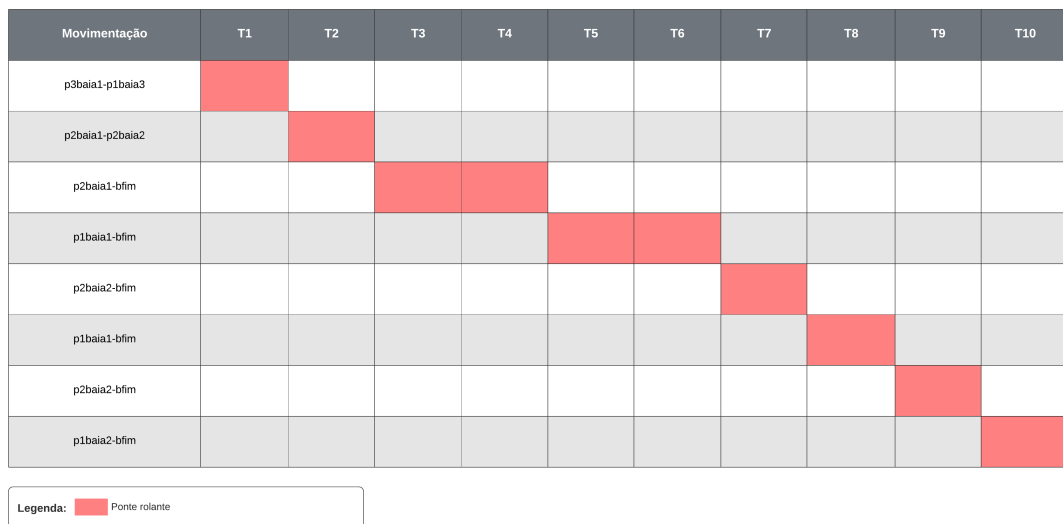 Movimentação T1 T2 T3 T4 T5 T6 T7 T8 T9 T10
p3baia1-p1baia3
p2baia1-p2baia2
p2baia1-bfim
p1baia1-bfim
p2baia2-bfim
p1baia1-bfim
p2baia2-bfim
p1baia2-bfim
Legenda: Ponte rolante